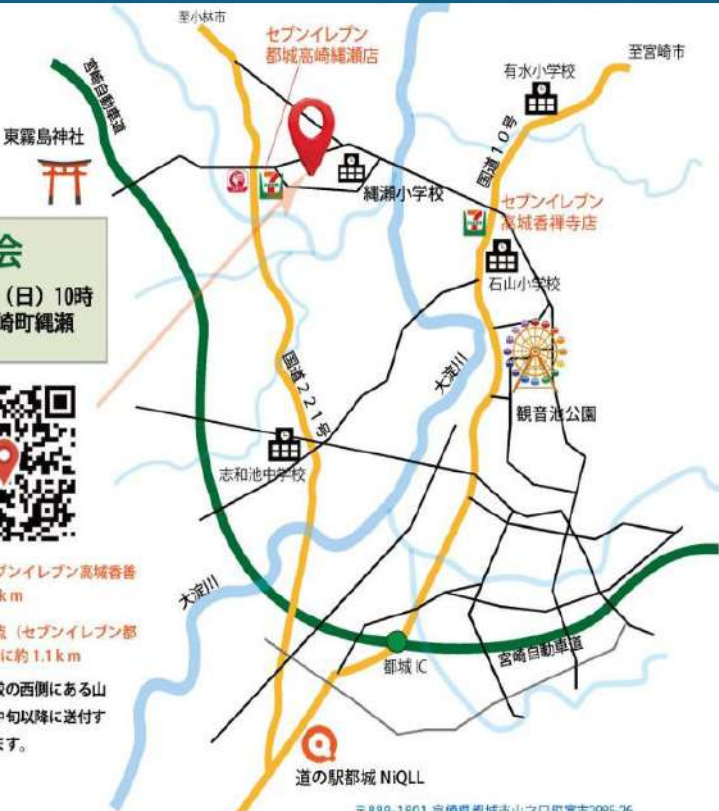 至小林市
セブンイレブン
都城高崎縄瀬店
至宮崎市
有水小学校
宮崎自動車道
東霧島神社
国道10号
縄瀬小学校
セブンイレブン
高城香禅寺店
石山小学校
会
（日）10時
崎町縄瀬
国道221号
大淀川
観音池公園
志和池中学校
ブンイレブン高城香善
km
（セブンイレブン都
に約1.1km
の西側にある山
句以降に送付す
ます。
大淀川
都城IC
宮崎自動車道
道の駅都城 NiQLL